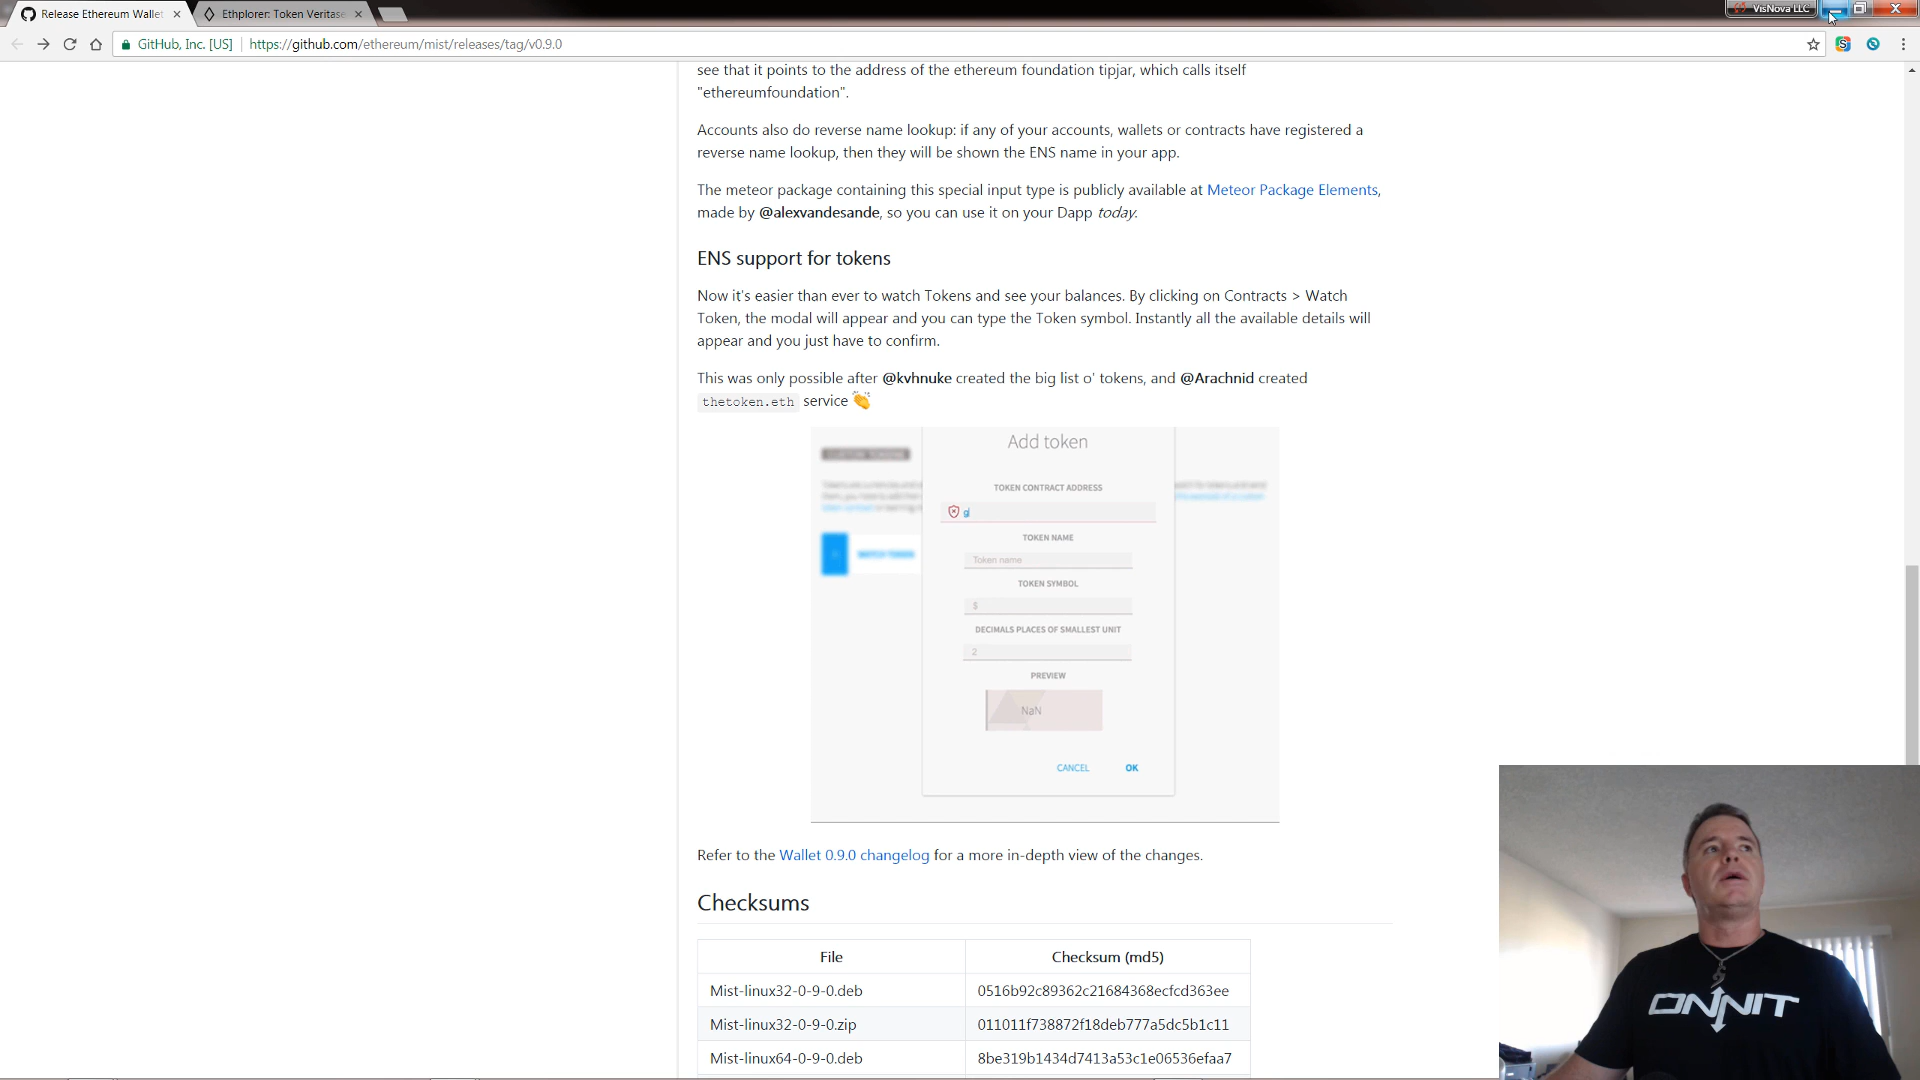 Release Ethereum Wallet
Ethplorer: Token Veritase
VisNova LLC
GitHub, Inc. [US]
https://github.com/ethereum/mist/releases/tag/v0.9.0
see that it points to the address of the ethereum foundation tipjar, which calls itself
"ethereumfoundation".
Accounts also do reverse name lookup: if any of your accounts, wallets or contracts have registered a
reverse name lookup, then they will be shown the ENS name in your app.
The meteor package containing this special input type is publicly available at Meteor Package Elements,
made by @alexvandesande, so you can use it on your Dapp today.
ENS support for tokens
Now it's easier than ever to watch Tokens and see your balances. By clicking on Contracts > Watch
Token, the modal will appear and you can type the Token symbol. Instantly all the available details will
appear and you just have to confirm.
This was only possible after @kvhnuke created the big list o' tokens, and @Arachnid created
thetoken.eth service 👏
Add token
TOKEN CONTRACT ADDRESS
g
TOKEN NAME
Token name
WATCH TOKEN
TOKEN SYMBOL
$
DECIMALS PLACES OF SMALLEST UNIT
2
PREVIEW
NaN
CANCEL OK
Refer to the Wallet 0.9.0 changelog for a more in-depth view of the changes.
Checksums
File Checksum (md5)
Mist-linux32-0-9-0.deb 0516b92c89362c21684368ecfcd363ee
Mist-linux32-0-9-0.zip 011011f738872f18deb777a5dc5b1c11
Mist-linux64-0-9-0.deb 8be319b1434d7413a53c1e06536efaa7
ONNIT